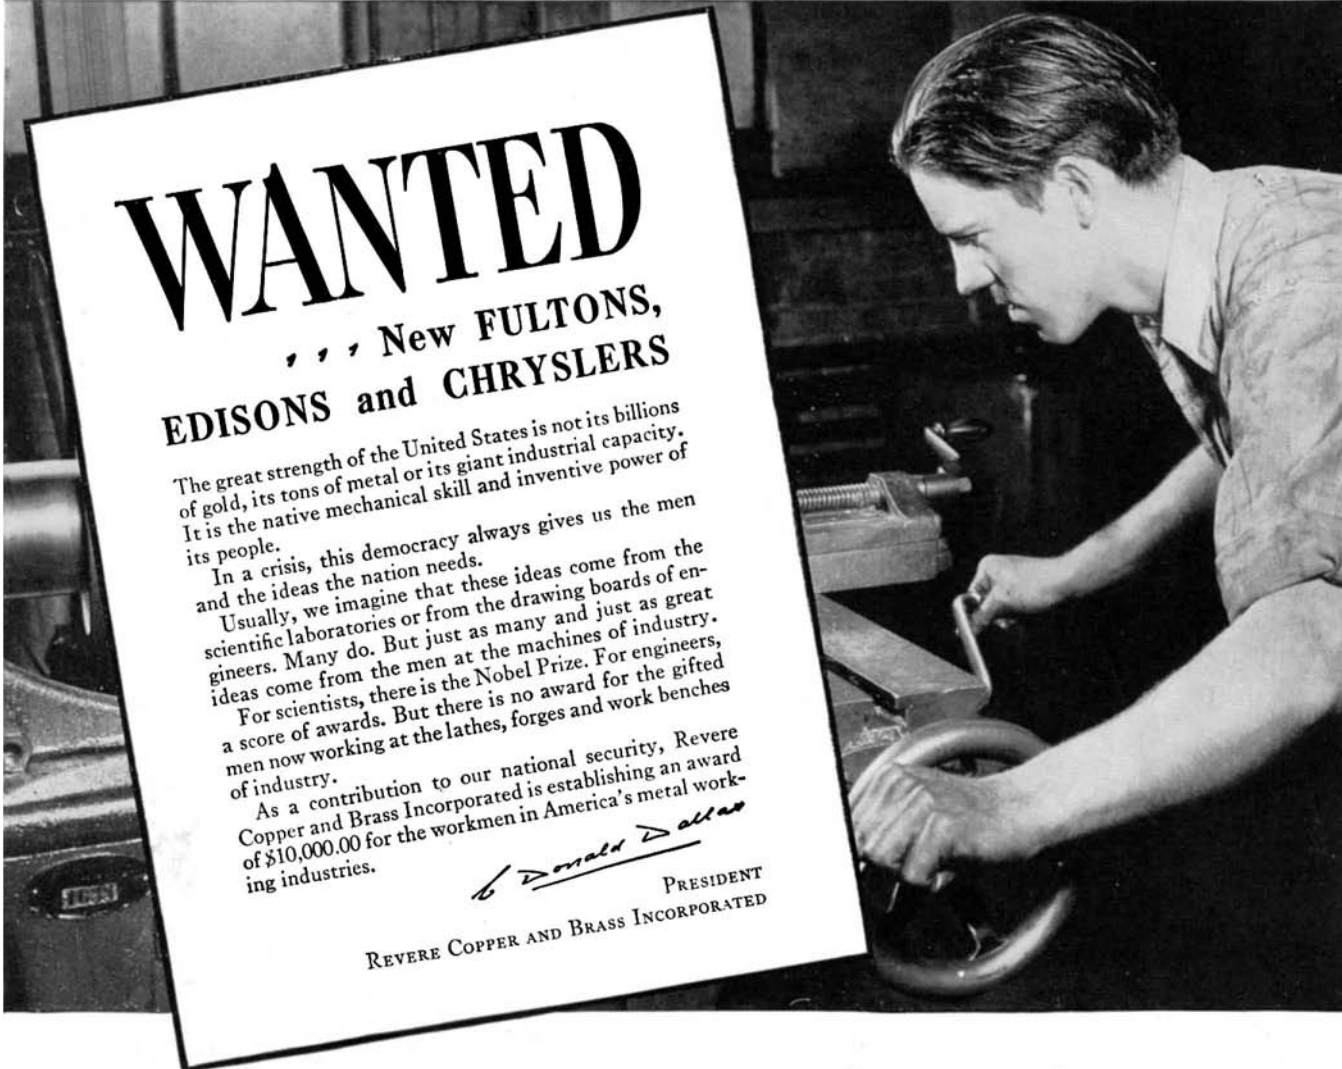 WANTED
, , , New FULTONS,
EDISONS and CHRYSLERS
The great strength of the United States is not its billions
of gold, its tons of metal or its giant industrial capacity.
It is the native mechanical skill and inventive power of
its people.
In a crisis, this democracy always gives us the men
and the ideas the nation needs.
Usually, we imagine that these ideas come from the
scientific laboratories or from the drawing boards of en-
gineers. Many do. But just as many and just as great
ideas come from the men at the machines of industry.
For scientists, there is the Nobel Prize. For engineers,
a score of awards. But there is no award for the gifted
men now working at the lathes, forges and work benches
of industry.
As a contribution to our national security, Revere
Copper and Brass Incorporated is establishing an award
of $10,000.00 for the workmen in America's metal work-
ing industries.
C Donald Dallas
PRESIDENT
REVERE COPPER AND BRASS INCORPORATED